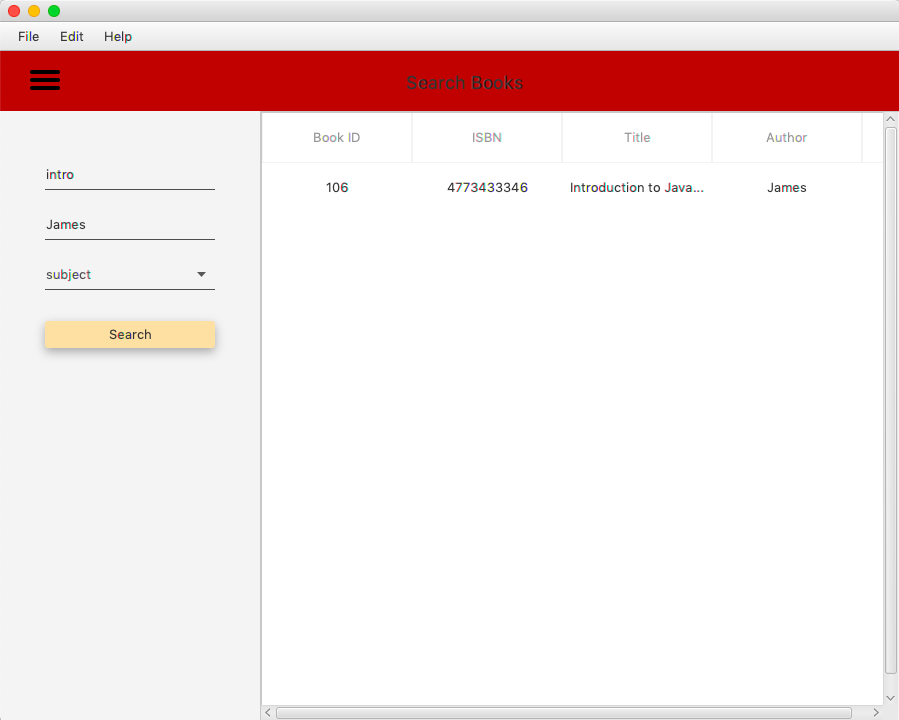 File Edit Help
Search Books
intro
James
subject
Search
Book ID ISBN Title Author
106 4773433346 Introduction to Java... James